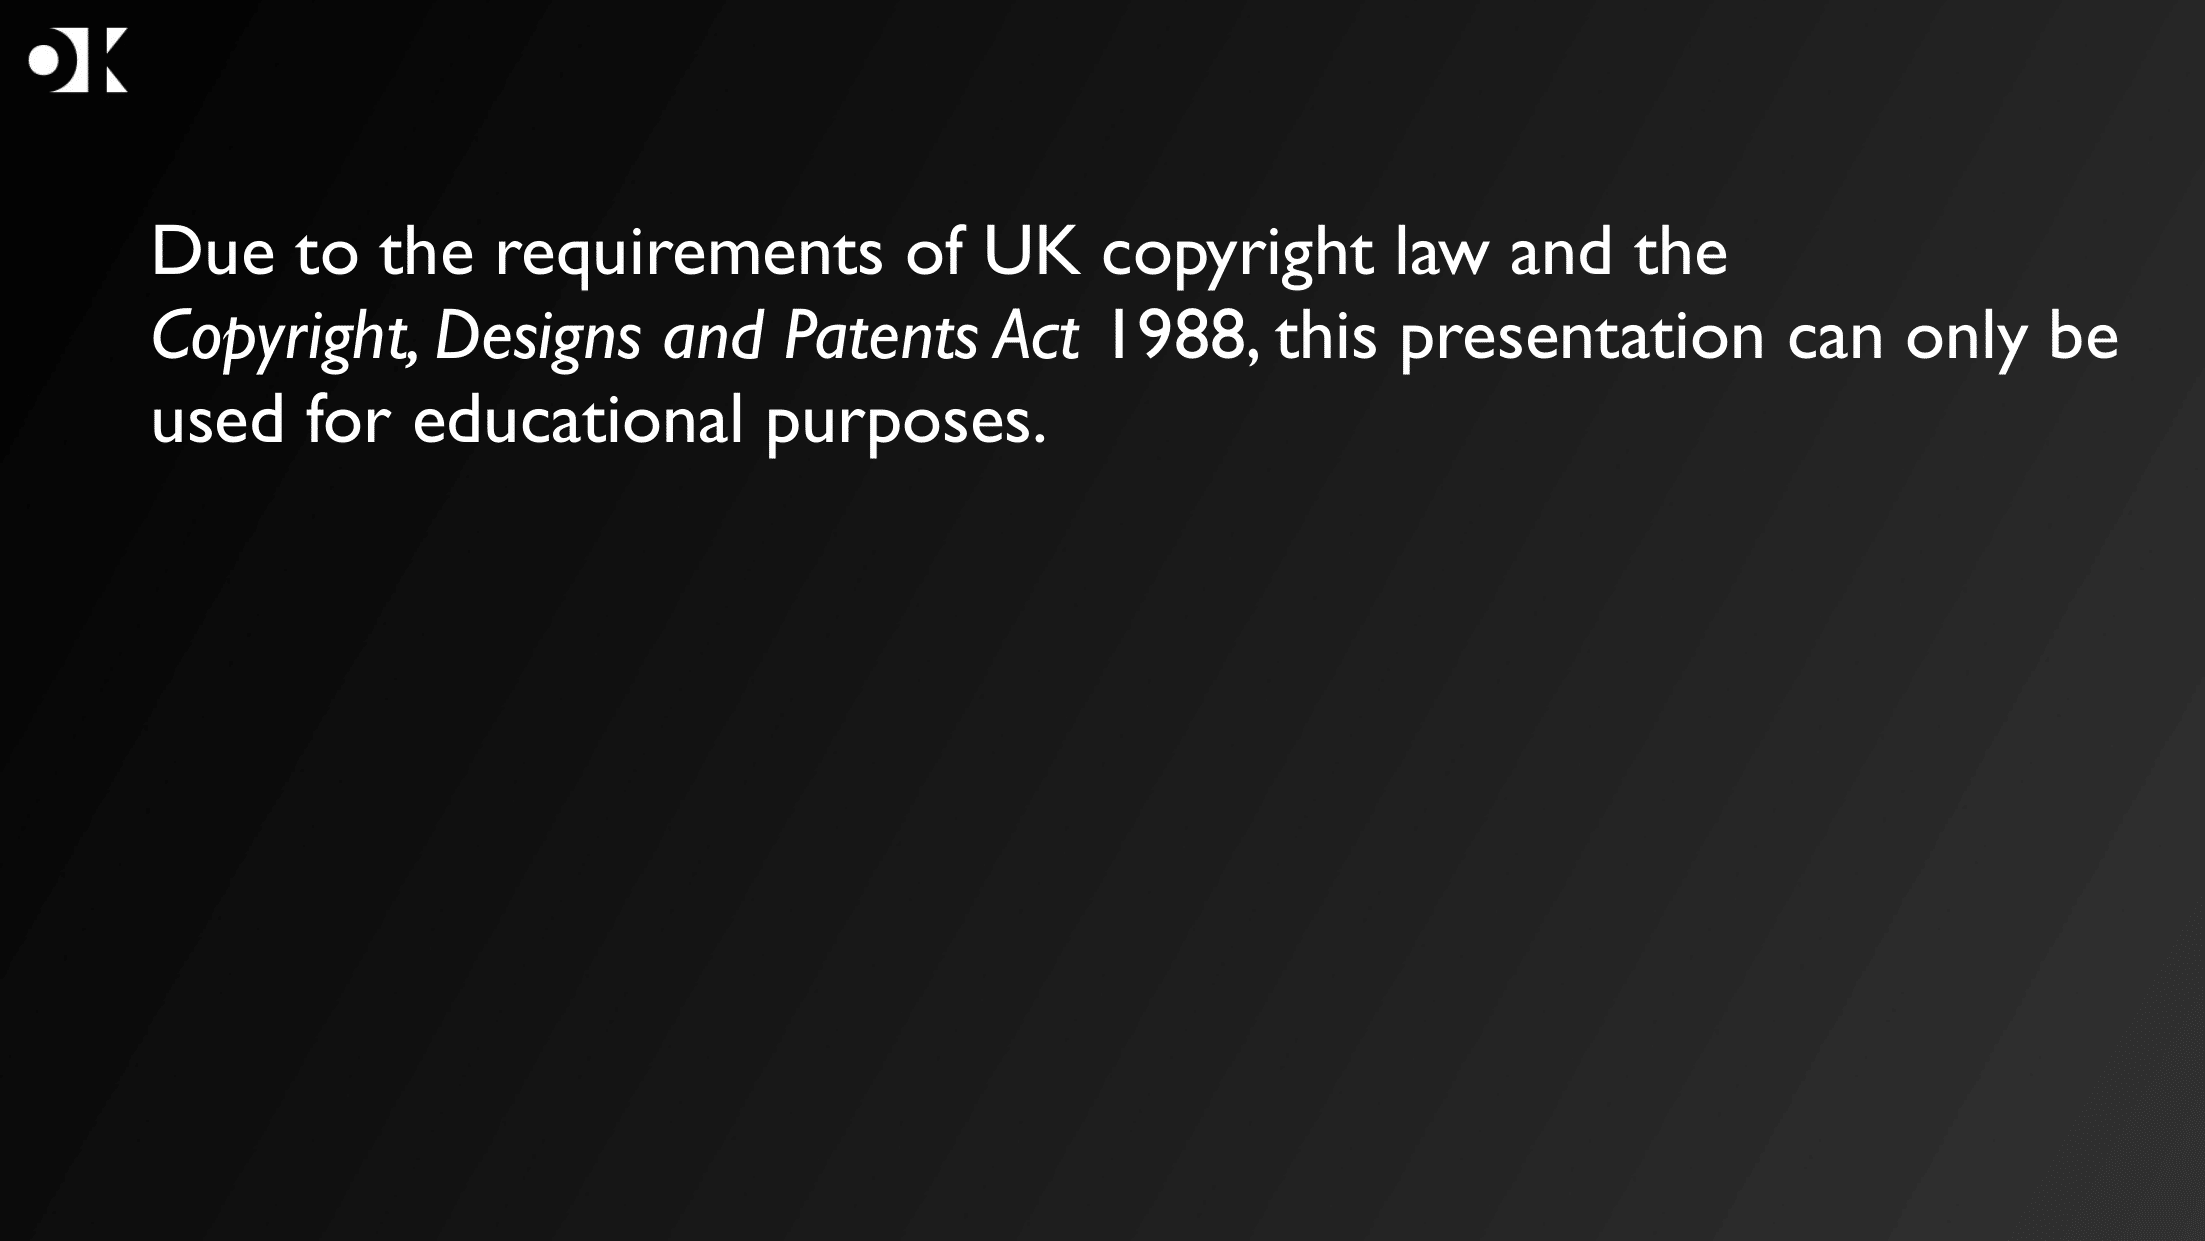 OK
Due to the requirements of UK copyright law and the
Copyright, Designs and Patents Act 1988, this presentation can only be
used for educational purposes.